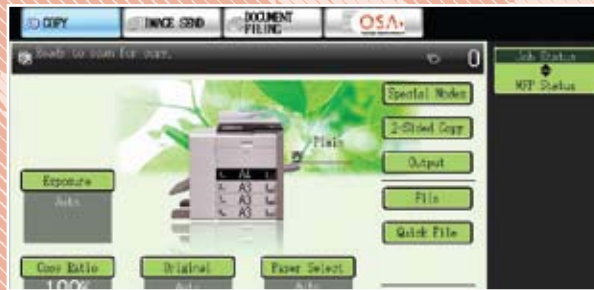 COPY
IMAGE SEND
DOCUMENT FILING
OSA
Ready to scan for copy.
0
Job Status
MFP Status
Special Modes
2-Sided Copy
Plain
Output
Exposure
Auto
A4
A3
A3
A3
File
Quick File
Copy Ratio
100%
Original
Auto
Paper Select
Auto